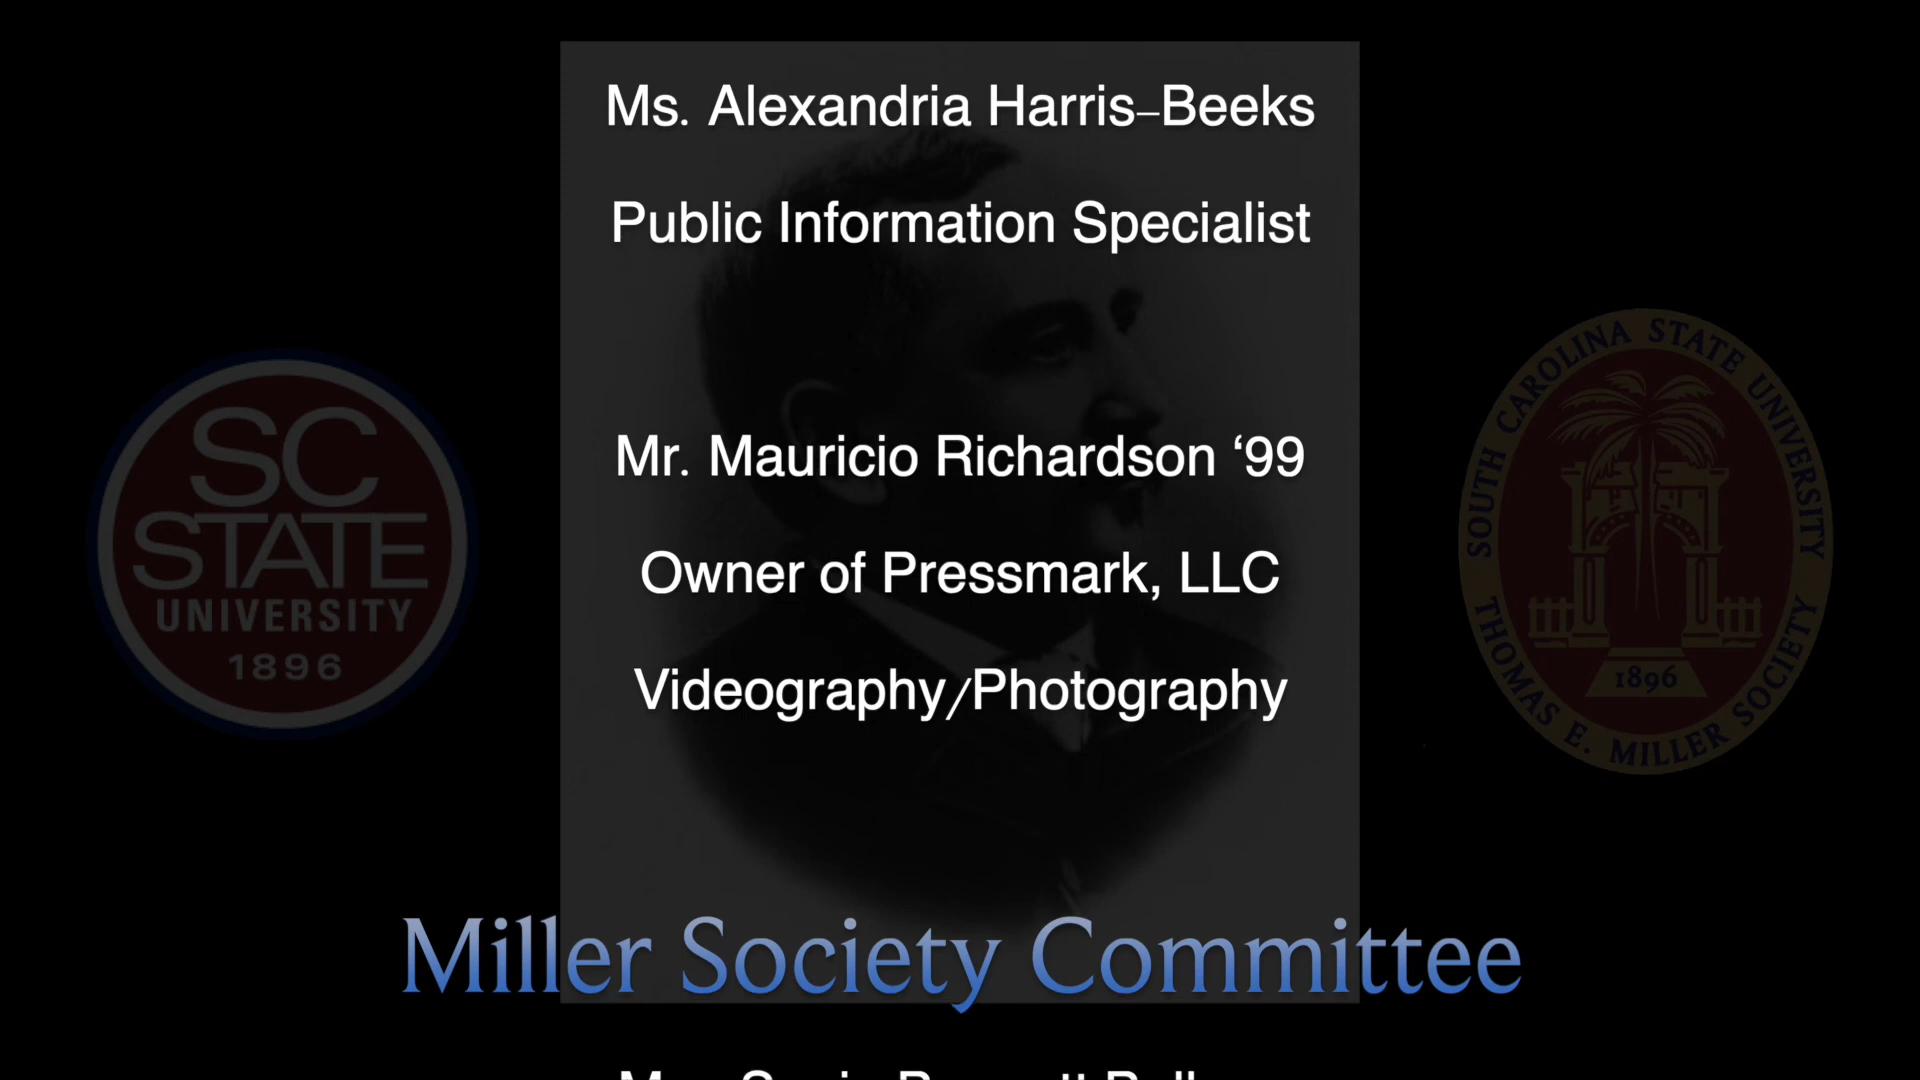 Ms. Alexandria Harris–Beeks
Public Information Specialist
Mr. Mauricio Richardson ‘99
Owner of Pressmark, LLC
Videography/Photography
SC
STATE
UNIVERSITY
1896
SOUTH CAROLINA STATE UNIVERSITY
1896
THOMAS E. MILLER SOCIETY
Miller Society Committee